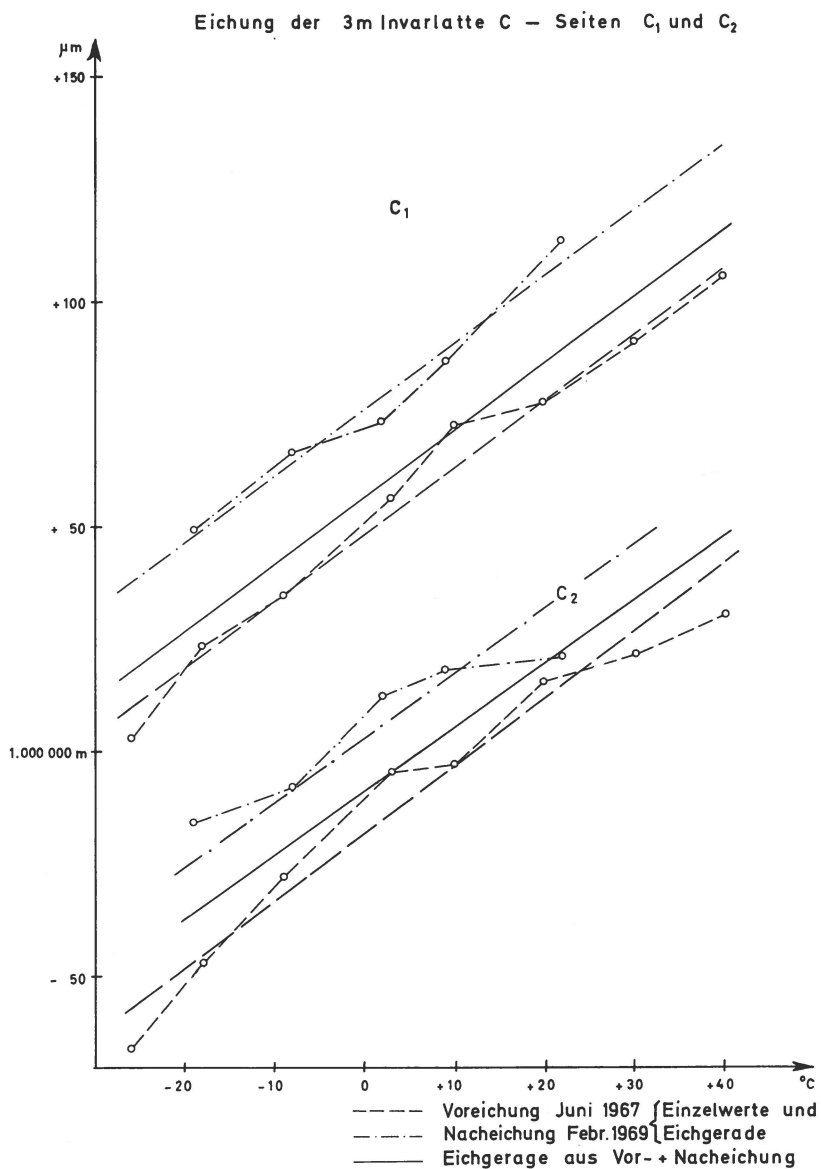 Eichung der 3m Invarlatte C – Seiten C₁ und C₂
µm
+150
C₁
+100
+ 50
C₂
1.000 000 m
- 50
-20 -10 0 +10 +20 +30 +40 °C
Voreichung Juni 1967 { Einzelwerte und
Nacheichung Febr. 1969 { Eichgerade
Eichgerage aus Vor- + Nacheichung